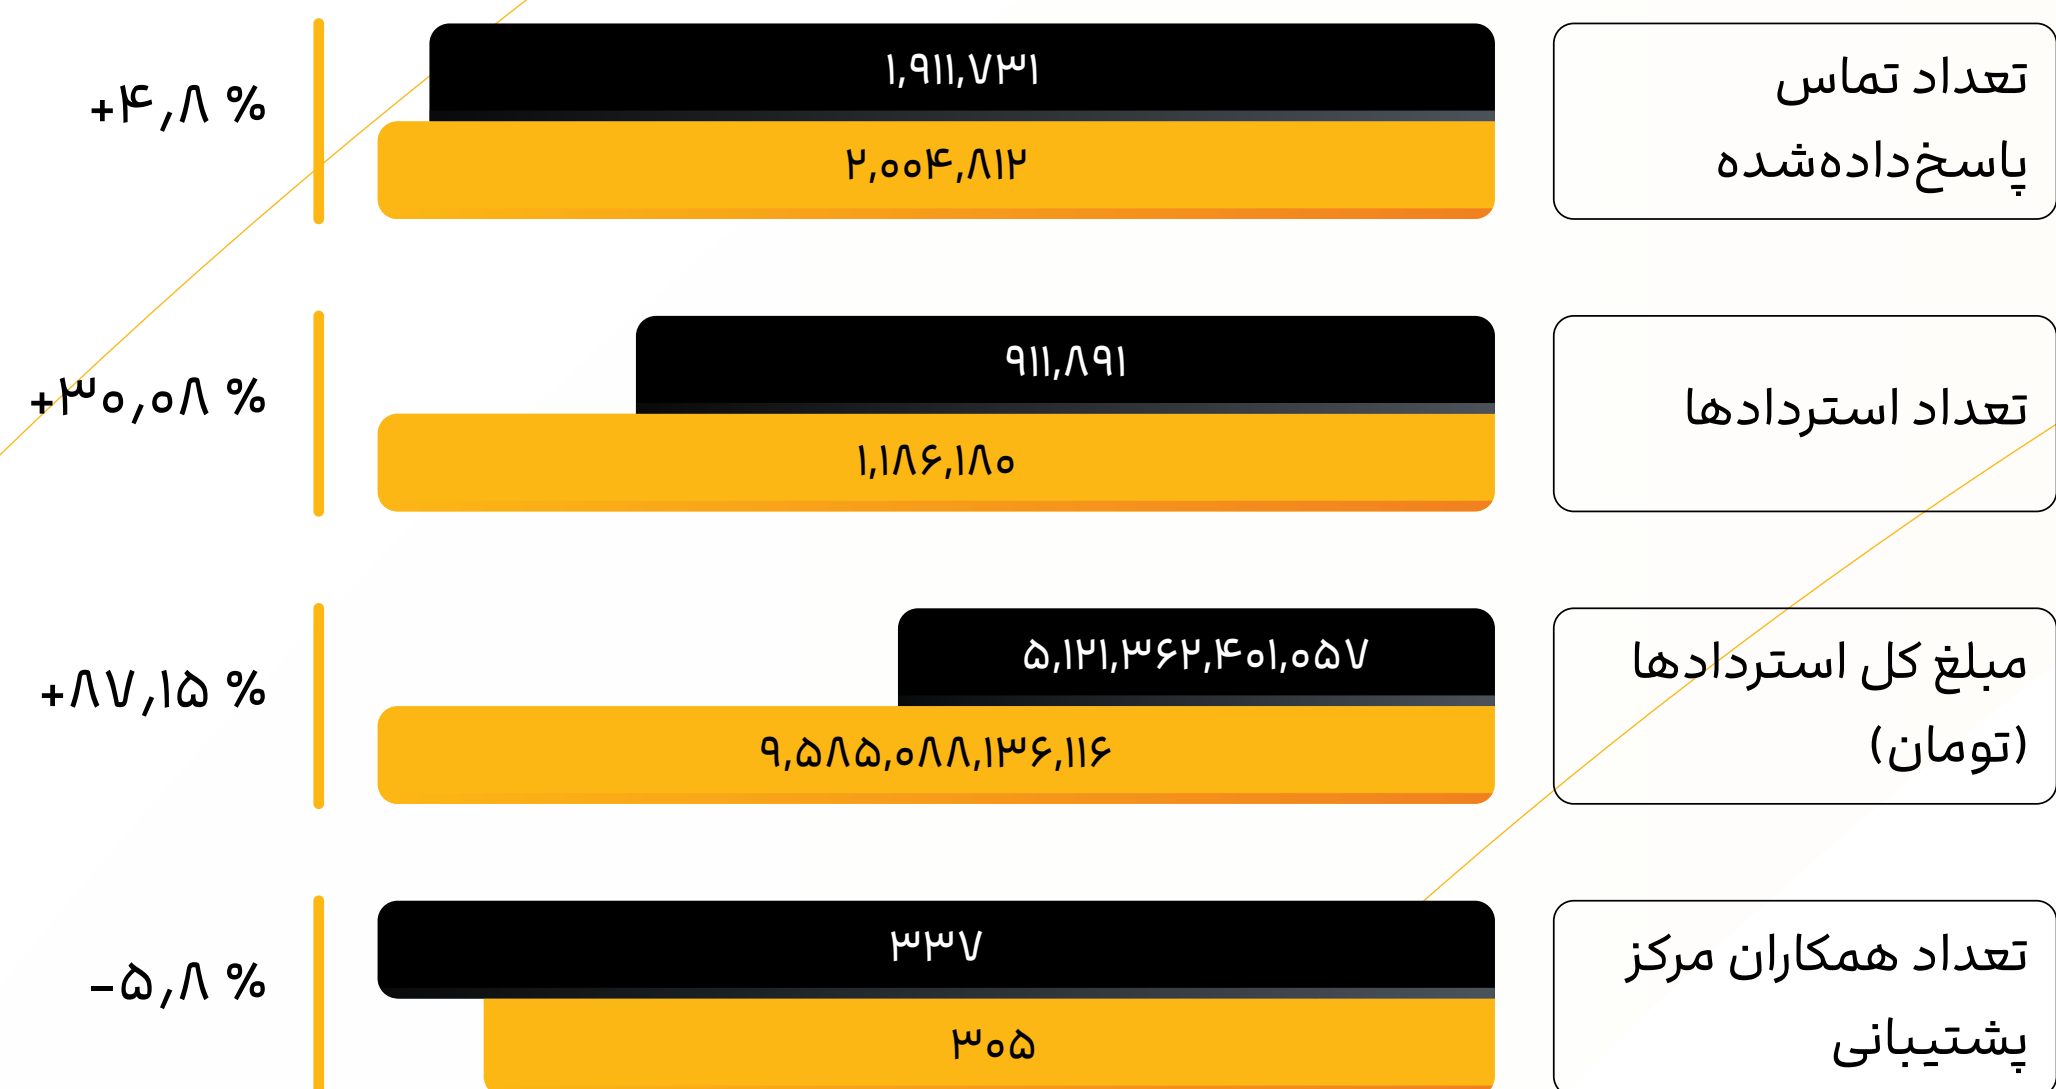 تعداد تماس
پاسخ‌داده‌شده
۱,۹۱۱,۷۳۱
۲,۰۰۴,۸۱۲
+۴٫۸ %
تعداد استردادها
۹۱۱,۸۹۱
۱,۱۸۶,۱۸۰
+۳۰٫۰۸ %
مبلغ کل استردادها
(تومان)
۵,۱۲۱,۳۶۲,۴۰۱,۰۵۷
۹,۵۸۵,۰۸۸,۱۳۶,۱۱۶
+۸۷٫۱۵ %
تعداد همکاران مرکز
پشتیبانی
۳۳۷
۳۰۵
-۵٫۸ %